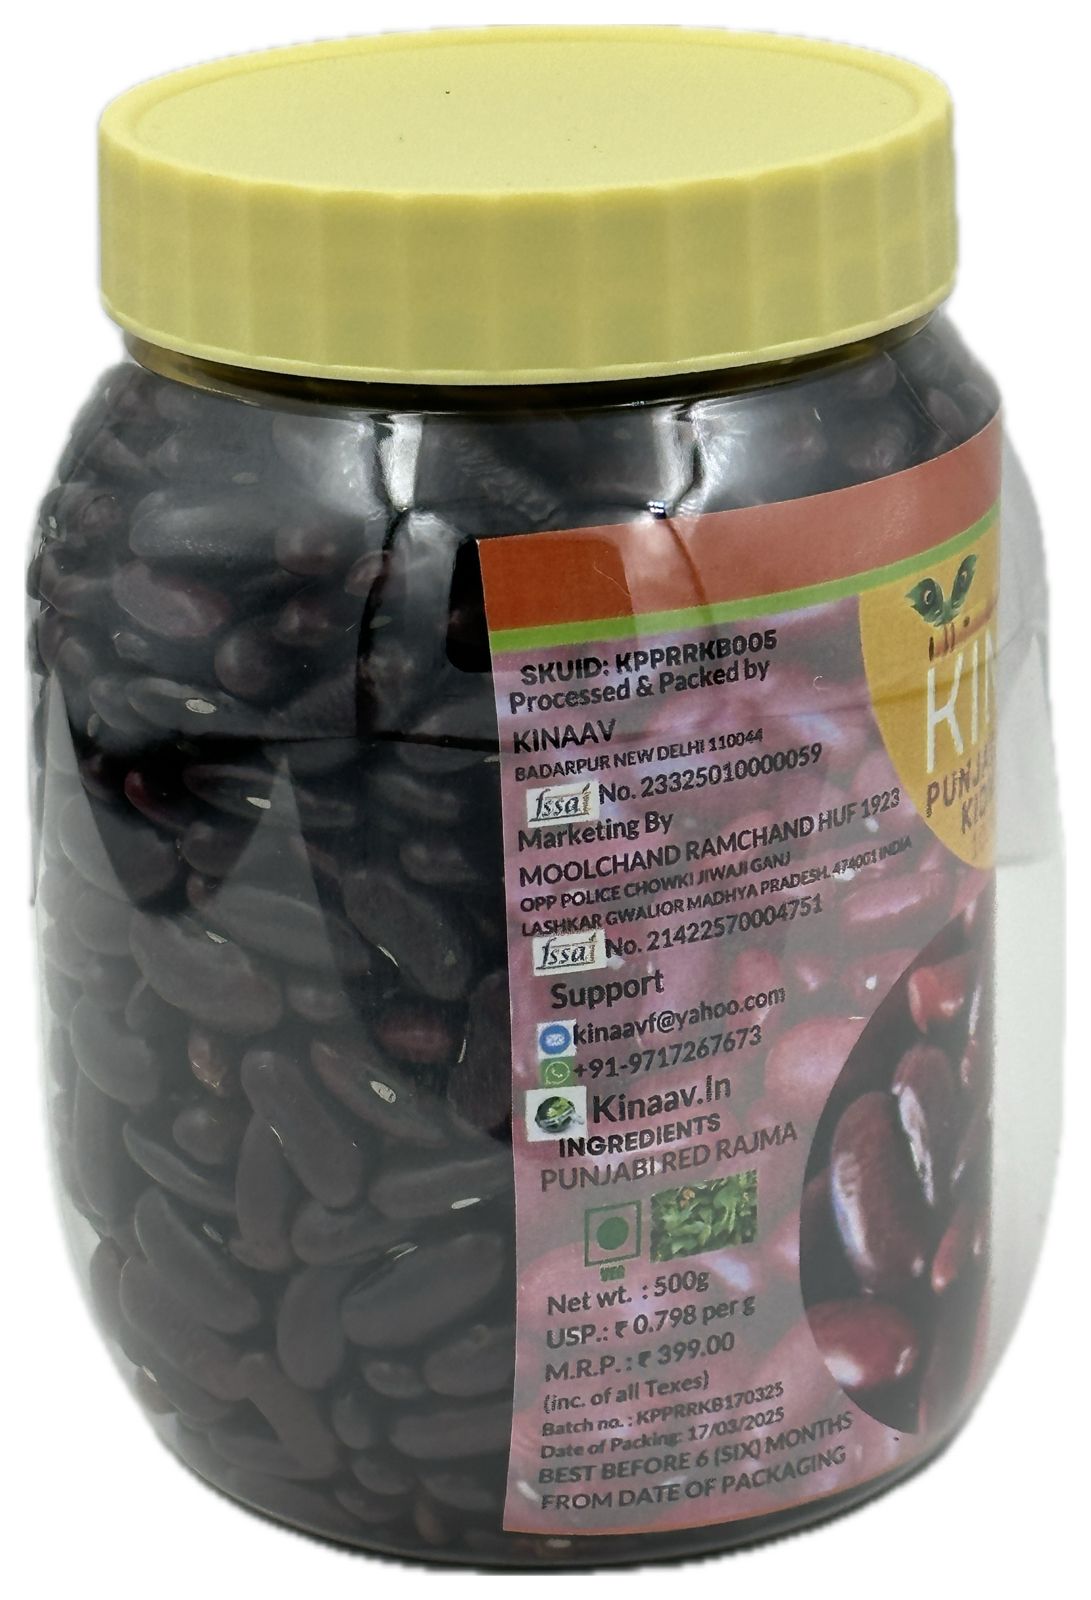 SKUID: KPPRRKB005
Processed & Packed by
KINAAV
BADARPUR NEW DELHI 110044
fssai No. 23325010000059
Marketing By
MOOLCHAND RAMCHAND HUF 1923
OPP POLICE CHOWKI JIWAJI GANJ
LASHKAR GWALIOR MADHYA PRADESH. 474001 INDIA
fssai No. 21422570004751
Support
kinaavf@yahoo.com
+91-9717267673
Kinaav.In
INGREDIENTS
PUNJABI RED RAJMA
VEG
Net wt. : 500g
USP.: ₹ 0.798 per g
M.R.P. : ₹ 399.00
(inc. of all Texes)
Batch no. : KPPRRKB170325
Date of Packing: 17/03/2025
BEST BEFORE 6 (SIX) MONTHS
FROM DATE OF PACKAGING
KIN